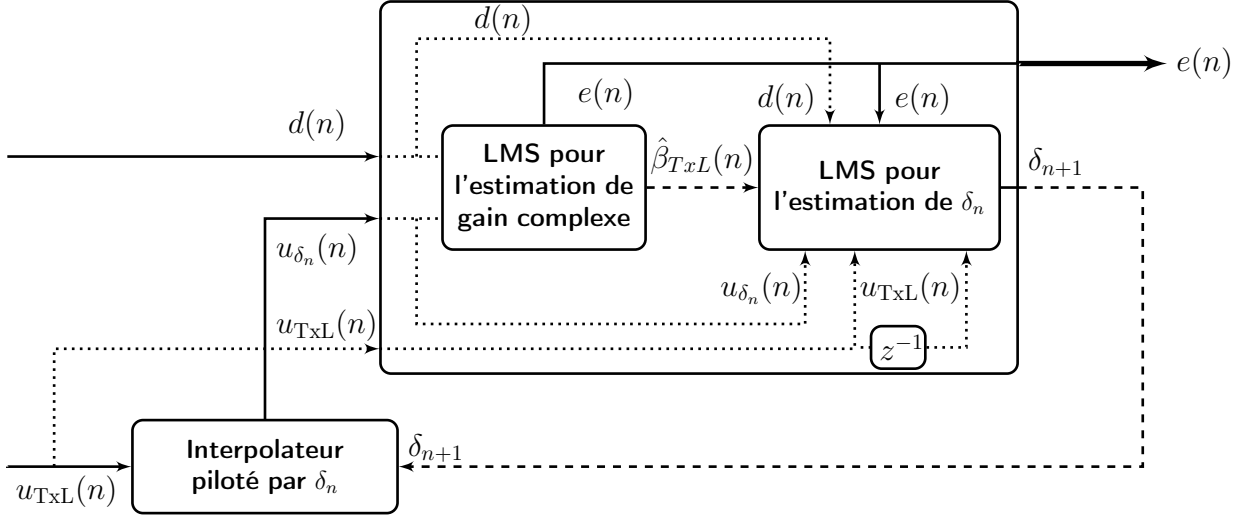 d(n)
e(n)
e(n)
d(n)
e(n)
d(n)
LMS pour
l'estimation de
gain complexe
β̂_{TxL}(n)
LMS pour
l'estimation de δ_n
δ_{n+1}
u_{δ_n}(n)
u_{δ_n}(n)
u_{TxL}(n)
u_{TxL}(n)
z^{-1}
Interpolateur
piloté par δ_n
δ_{n+1}
u_{TxL}(n)